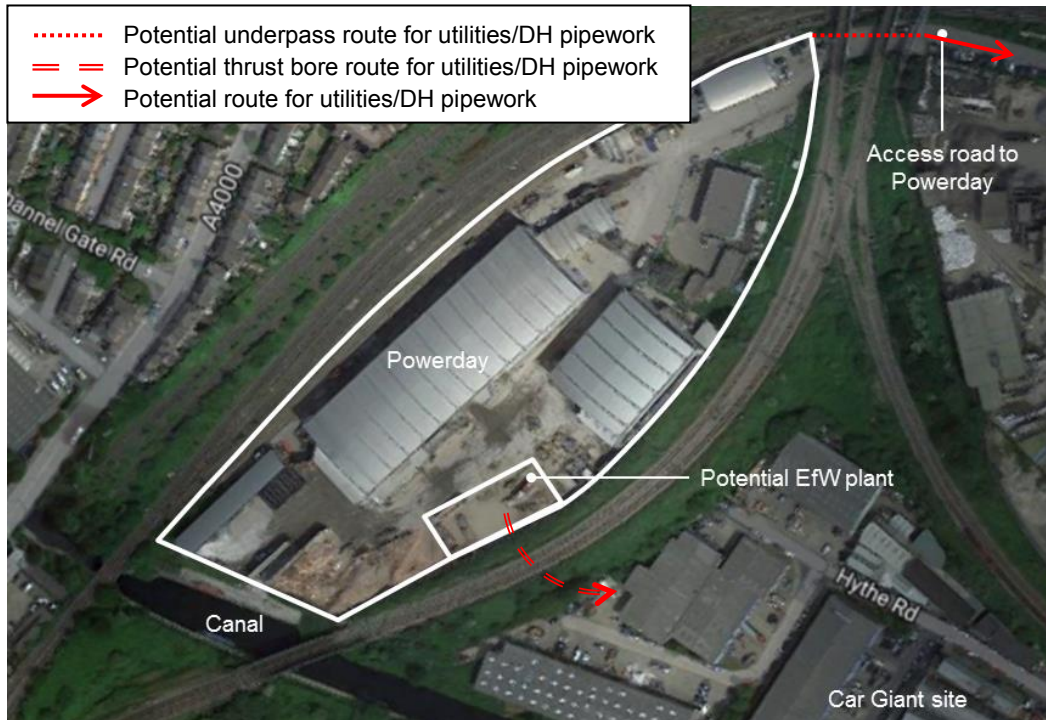 Potential underpass route for utilities/DH pipework
Potential thrust bore route for utilities/DH pipework
Potential route for utilities/DH pipework
Access road to
Powerday
A4000
hannel Gate Rd
Powerday
Potential EfW plant
Hythe Rd
Canal
Car Giant site